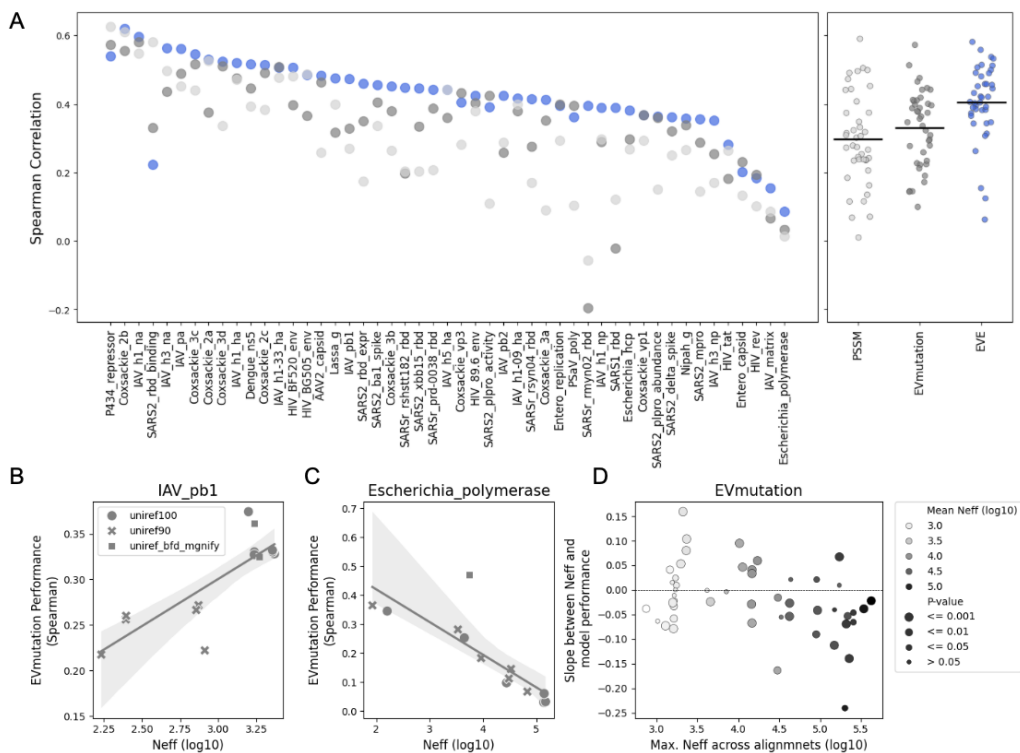 A
Spearman Correlation
0.6
0.4
0.2
0.0
−0.2
P434_repressor
Coxsackie_2b
IAV_h1_na
SARS2_rbd_binding
IAV_h3_na
IAV_pa
Coxsackie_3c
Coxsackie_2a
Coxsackie_3d
IAV_h1_ha
Dengue_ns5
Coxsackie_2c
IAV_h1-33_ha
HIV_BF520_env
HIV_BG505_env
AAV2_capsid
Lassa_g
IAV_pb1
SARS2_rbd_expr
SARS2_ba1_spike
Coxsackie_3b
SARSr_rshstt182_rbd
SARS2_xbb15_rbd
SARSr_prd-0038_rbd
IAV_h5_ha
Coxsackie_vp3
HIV_89.6_env
SARS2_plpro_activity
IAV_pb2
IAV_h1-09_ha
SARSr_rsyn04_rbd
Coxsackie_3a
Entero_replication
PSaV_poly
SARSr_rmyn02_rbd
IAV_h1_np
SARS1_rbd
Escherichia_hcp
Coxsackie_vp1
SARS2_plpro_abundance
SARS2_delta_spike
Nipah_g
SARS2_mpro
IAV_h3_np
HIV_tat
Entero_capsid
HIV_rev
IAV_matrix
Escherichia_polymerase
PSSM
EVmutation
EVE
B
IAV_pb1
uniref100
uniref90
uniref_bfd_mgnify
EVmutation Performance
(Spearman)
0.35
0.30
0.25
0.20
0.15
2.25
2.50
2.75
3.00
3.25
Neff (log10)
C
Escherichia_polymerase
EVmutation Performance
(Spearman)
0.7
0.6
0.5
0.4
0.3
0.2
0.1
0.0
2
3
4
5
Neff (log10)
D
EVmutation
Slope between Neff and
model performance
0.15
0.10
0.05
0.00
−0.05
−0.10
−0.15
−0.20
−0.25
3.0
3.5
4.0
4.5
5.0
5.5
Max. Neff across alignmnets (log10)
Mean Neff (log10)
3.0
3.5
4.0
4.5
5.0
P-value
<= 0.001
<= 0.01
<= 0.05
> 0.05